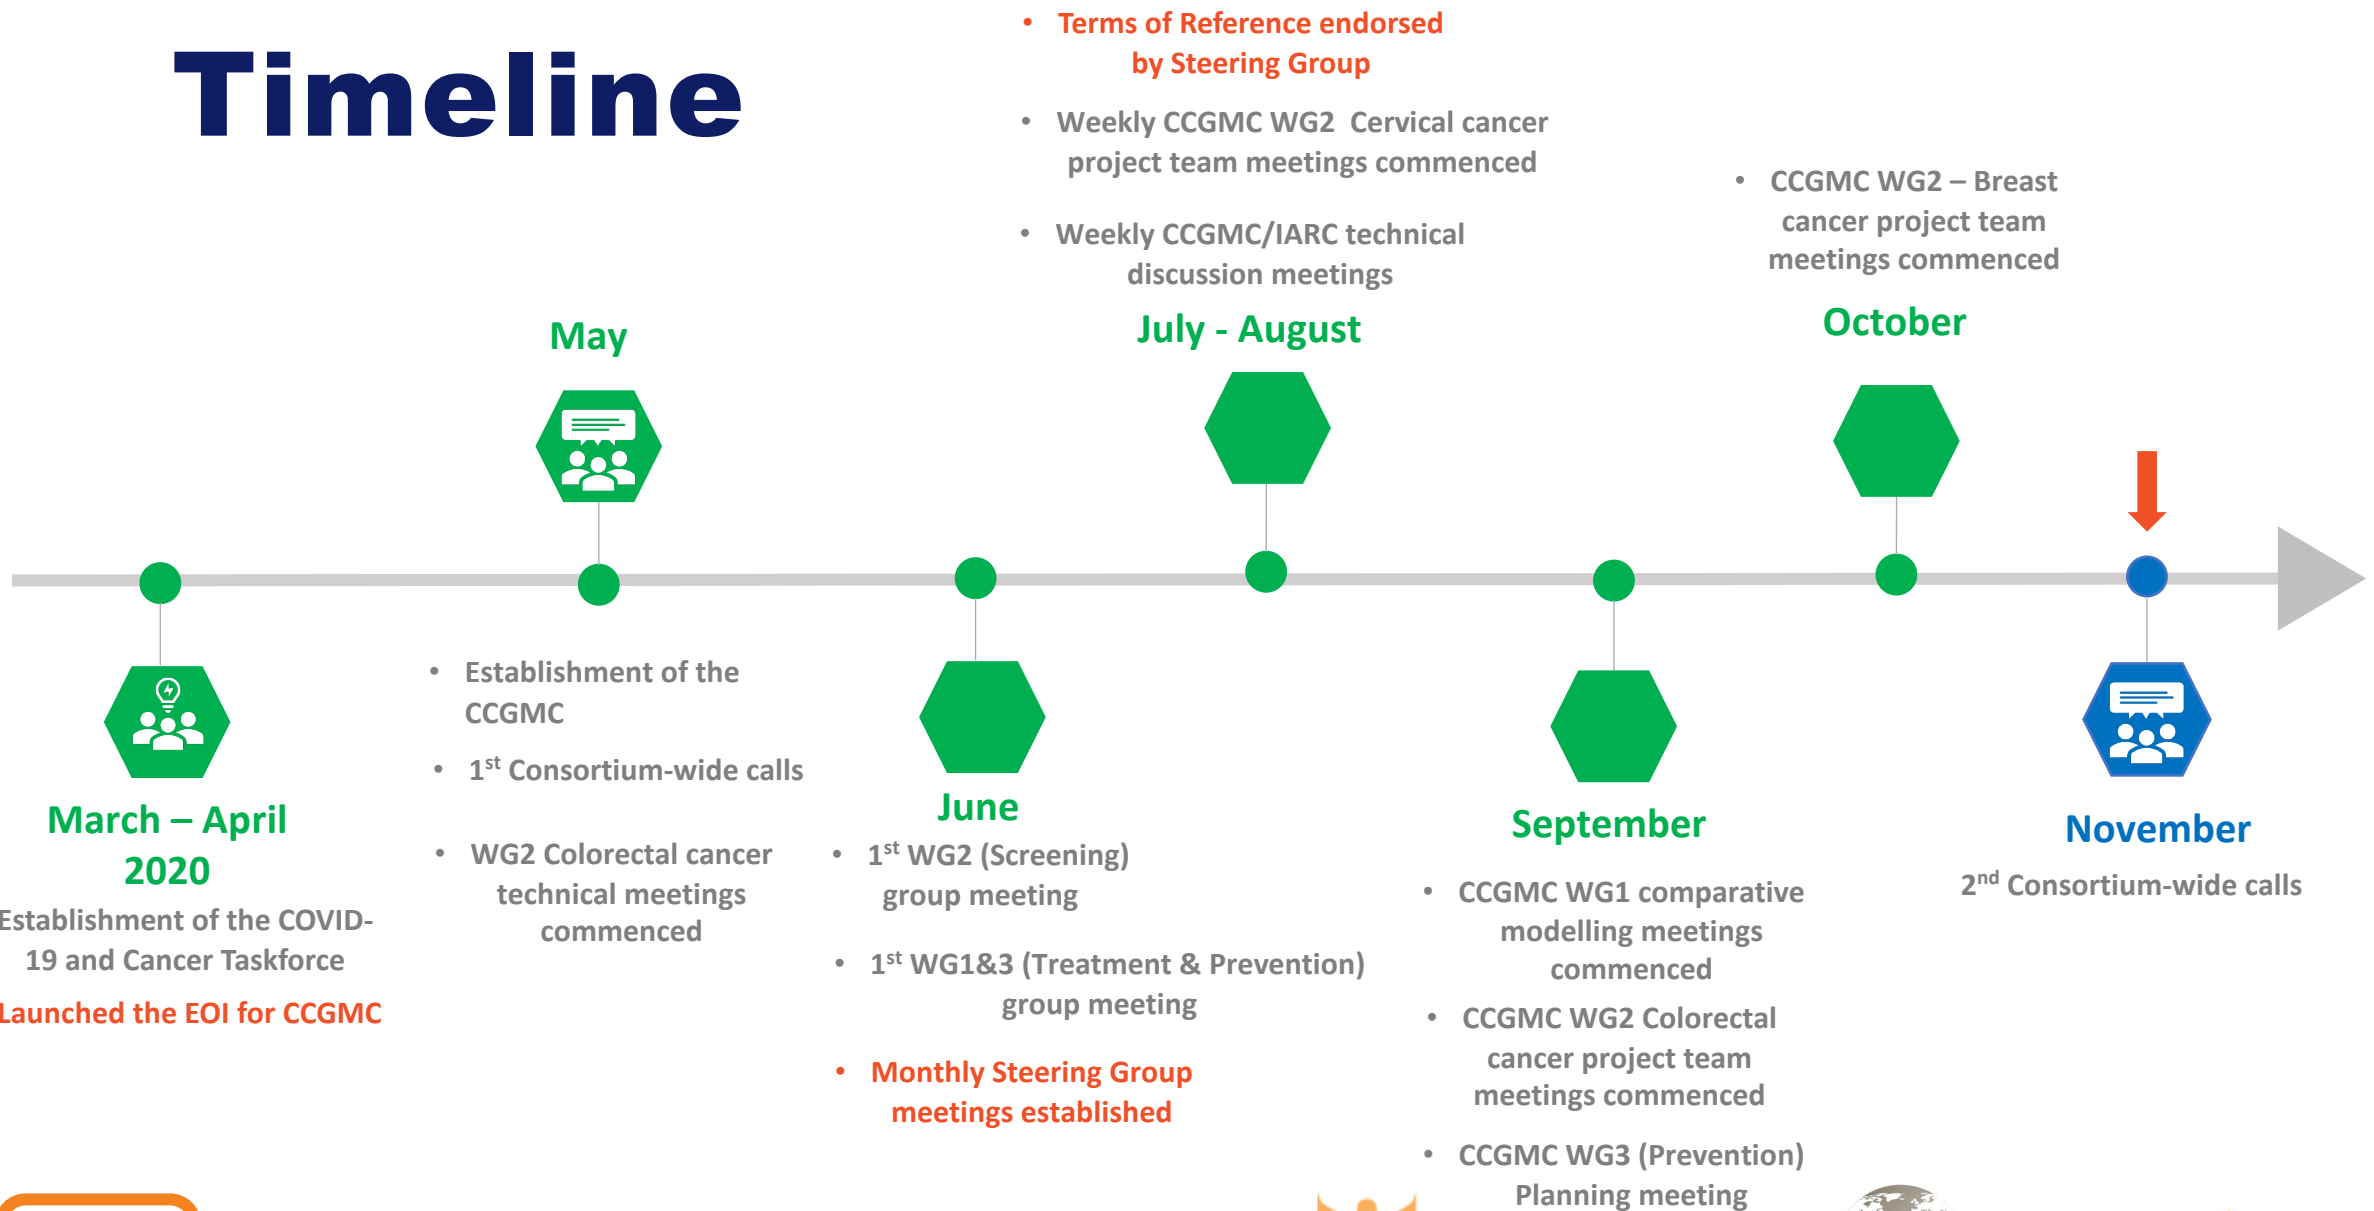 Timeline
• Terms of Reference endorsed
by Steering Group
• Weekly CCGMC WG2 Cervical cancer
project team meetings commenced
• Weekly CCGMC/IARC technical
discussion meetings
July - August
• CCGMC WG2 – Breast
cancer project team
meetings commenced
October
May
• Establishment of the
CCGMC
• 1st Consortium-wide calls
• WG2 Colorectal cancer
technical meetings
commenced
March – April
2020
Establishment of the COVID-
19 and Cancer Taskforce
Launched the EOI for CCGMC
June
• 1st WG2 (Screening)
group meeting
• 1st WG1&3 (Treatment & Prevention)
group meeting
• Monthly Steering Group
meetings established
September
• CCGMC WG1 comparative
modelling meetings
commenced
• CCGMC WG2 Colorectal
cancer project team
meetings commenced
• CCGMC WG3 (Prevention)
Planning meeting
November
2nd Consortium-wide calls